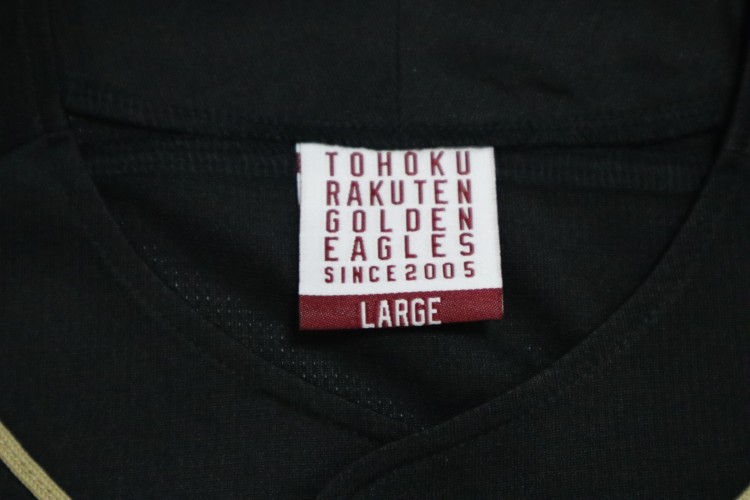 TOHOKU
RAKUTEN
GOLDEN
EAGLES
SINCE2005
LARGE